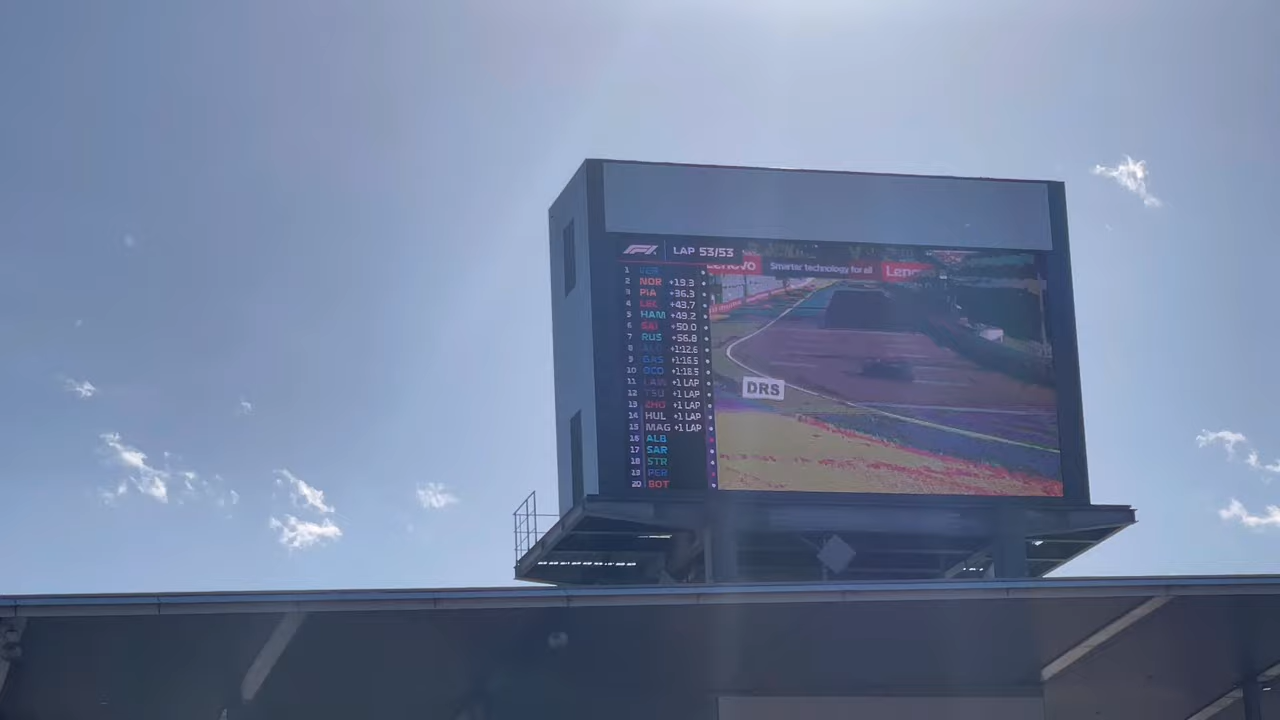 F1 LAP 53/53
1 VER
2 NOR +19.3
3 PIA +36.3
4 LEC +43.7
5 HAM +49.2
6 SAI +50.0
7 RUS +56.8
8 ALO +1:12.6
9 GAS +1:16.5
10 OCO +1:18.5
11 LAW +1 LAP
12 TSU +1 LAP
13 ZHO +1 LAP
14 HUL +1 LAP
15 MAG +1 LAP
16 ALB
17 SAR
18 STR
19 PER
20 BOT
Lenovo Smarter technology for all Leno
DRS